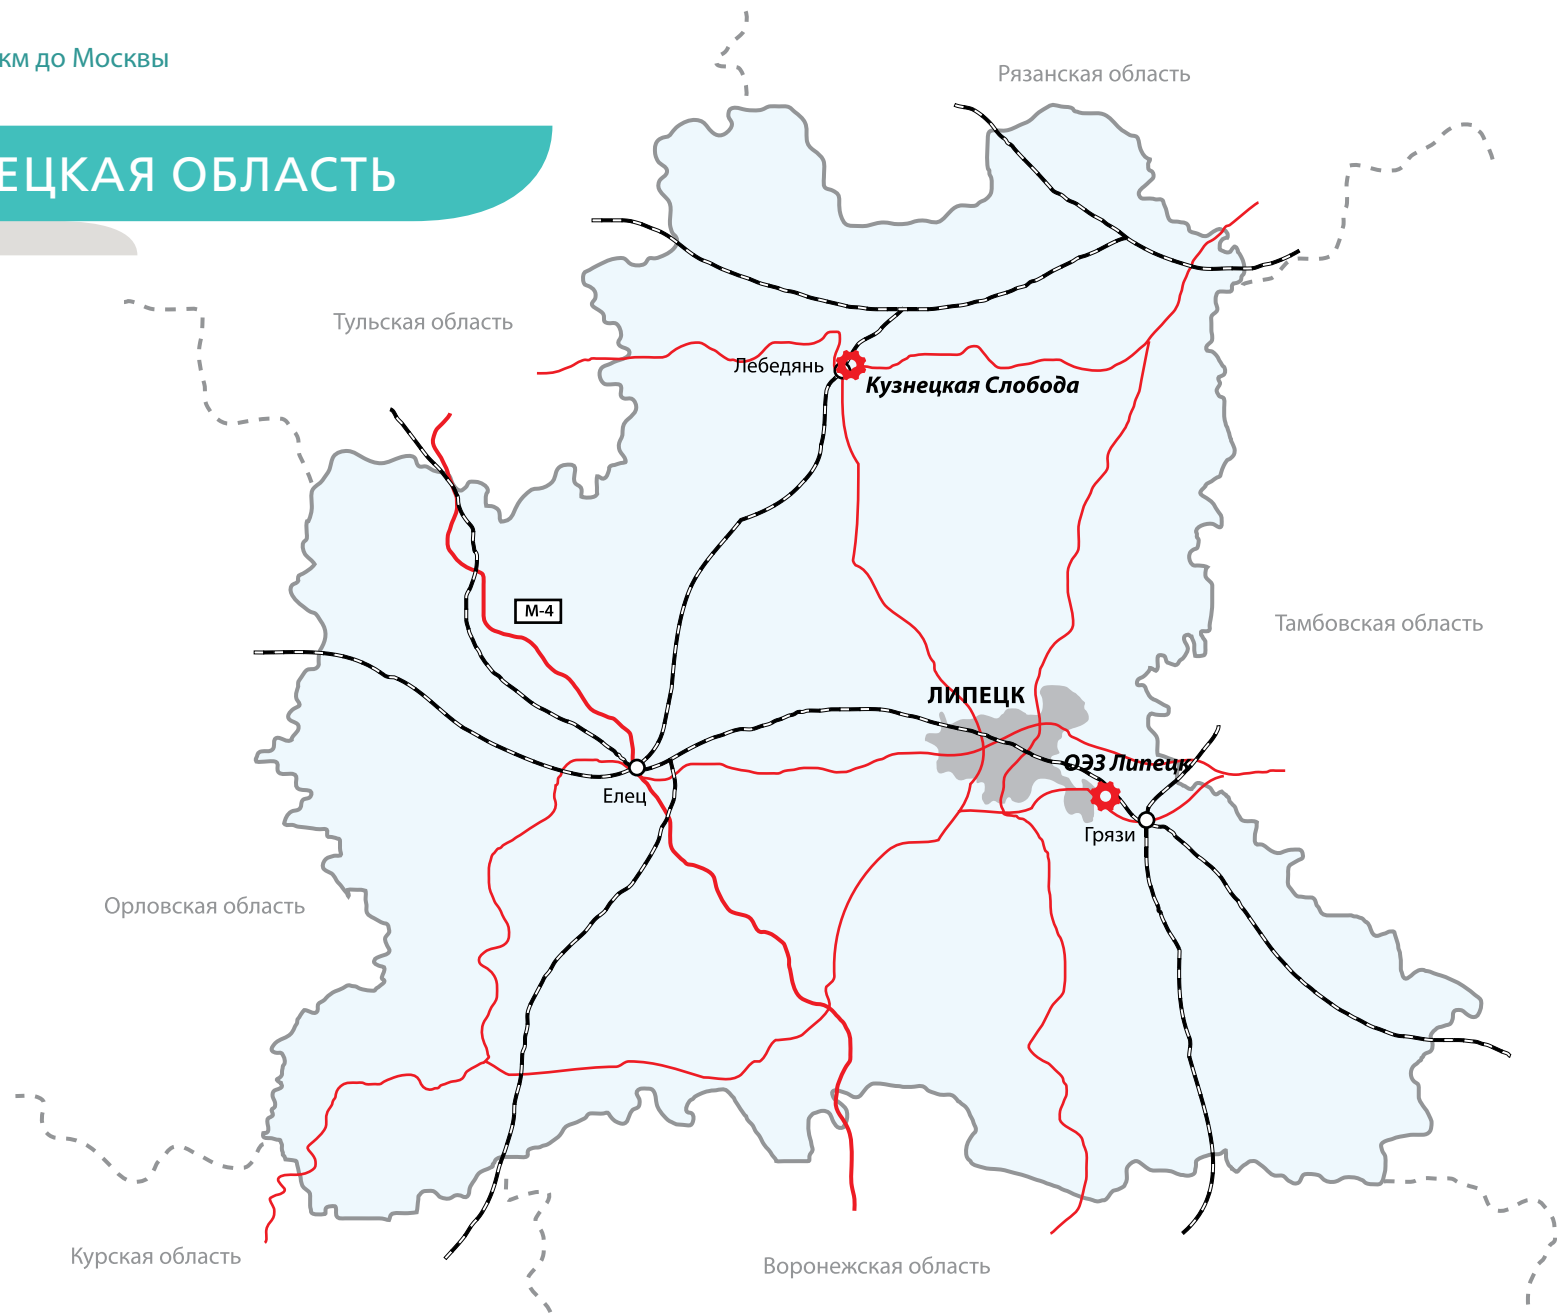 км до Москвы
ЕЦКАЯ ОБЛАСТЬ
Рязанская область
Тульская область
Лебедянь
Кузнецкая Слобода
М-4
Тамбовская область
ЛИПЕЦК
ОЭЗ Липецк
Елец
Грязи
Орловская область
Курская область
Воронежская область